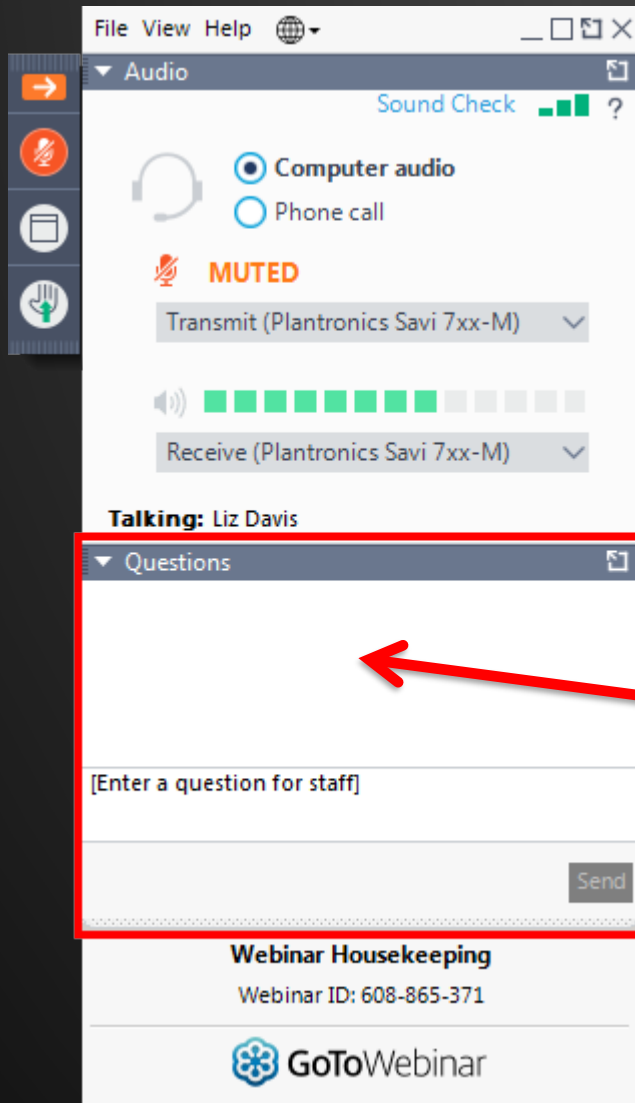 File View Help
Audio
Sound Check ?
Computer audio
Phone call
MUTED
Transmit (Plantronics Savi 7xx-M)
Receive (Plantronics Savi 7xx-M)
Talking: Liz Davis
Questions
[Enter a question for staff]
Send
Webinar Housekeeping
Webinar ID: 608-865-371
GoToWebinar